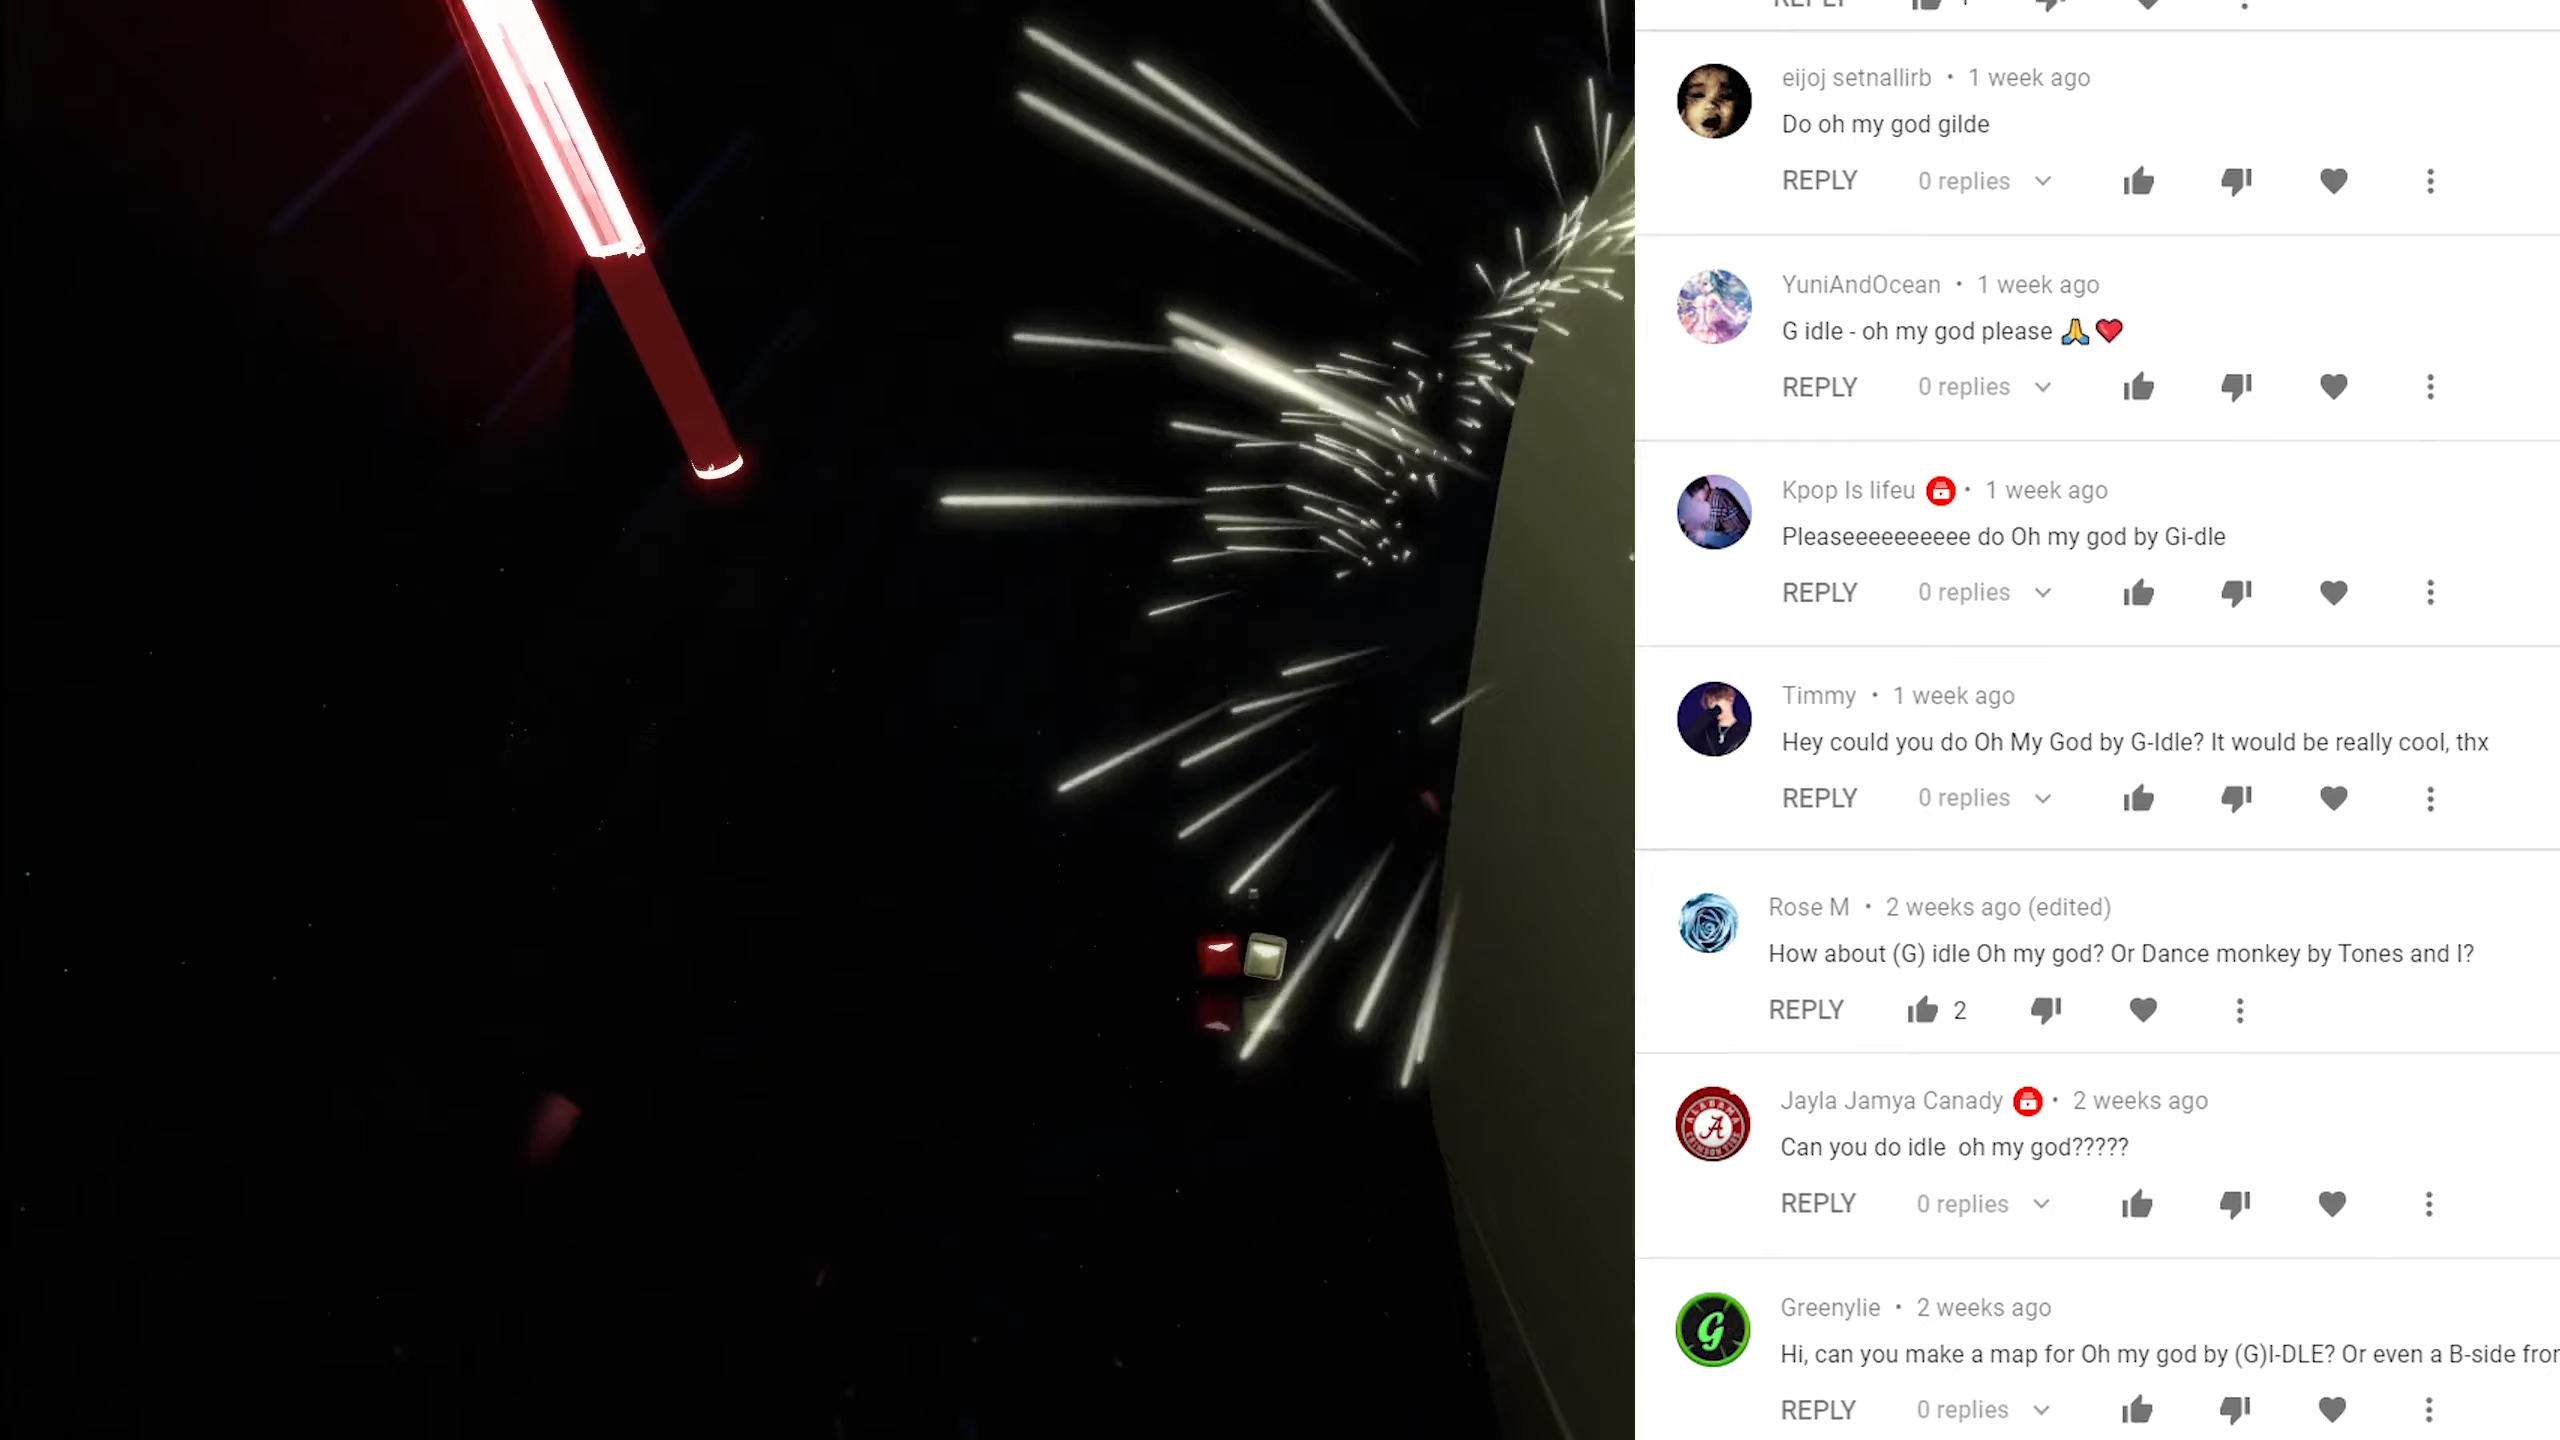 REPLY
eijoj setnallirb • 1 week ago
Do oh my god gilde
REPLY 0 replies
YuniAndOcean • 1 week ago
G idle - oh my god please 🙏❤️
REPLY 0 replies
Kpop Is lifeu • 1 week ago
Pleaseeeeeeeeee do Oh my god by Gi-dle
REPLY 0 replies
Timmy • 1 week ago
Hey could you do Oh My God by G-Idle? It would be really cool, thx
REPLY 0 replies
Rose M • 2 weeks ago (edited)
How about (G) idle Oh my god? Or Dance monkey by Tones and I?
REPLY 2
ALABAMA
A
Jayla Jamya Canady • 2 weeks ago
Can you do idle  oh my god?????
REPLY 0 replies
G
Greenylie • 2 weeks ago
Hi, can you make a map for Oh my god by (G)I-DLE? Or even a B-side
REPLY 0 replies